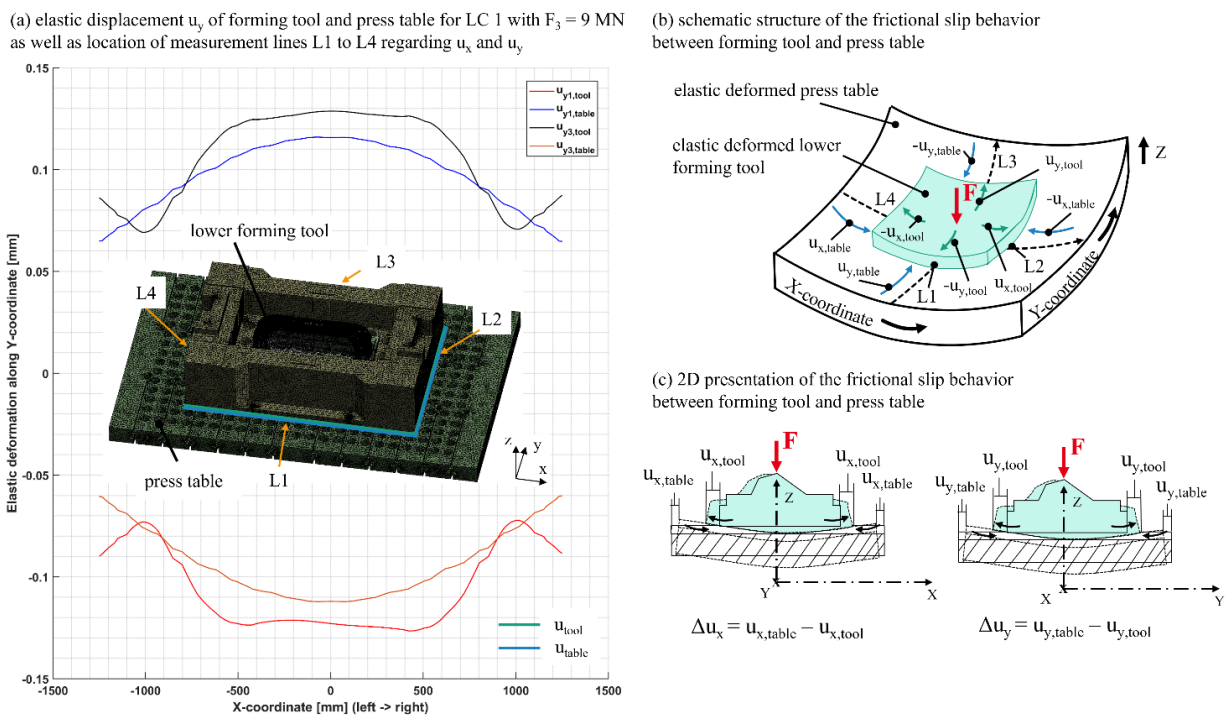 (a) elastic displacement uy of forming tool and press table for LC 1 with F3 = 9 MN
as well as location of measurement lines L1 to L4 regarding ux and uy
0.15
0.1
0.05
0
-0.05
-0.1
-0.15
Elastic deformation along Y-coordinate [mm]
uy1,tool
uy1,table
uy3,tool
uy3,table
lower forming tool
L3
L4
L2
press table
L1
z
y
x
utool
utable
-1500
-1000
-500
0
500
1000
1500
X-coordinate [mm] (left -> right)
(b) schematic structure of the frictional slip behavior
between forming tool and press table
elastic deformed press table
elastic deformed lower
forming tool
-uy,table
L3
uy,tool
Z
F
L4
-ux,table
-ux,tool
ux,table
uy,table
L1
-uy,tool
ux,tool
L2
X-coordinate
Y-coordinate
(c) 2D presentation of the frictional slip behavior
between forming tool and press table
F
ux,tool
ux,tool
ux,table
ux,table
Z
Y
X
Δux = ux,table − ux,tool
F
uy,tool
uy,tool
uy,table
uy,table
Z
X
Y
Δuy = uy,table − uy,tool